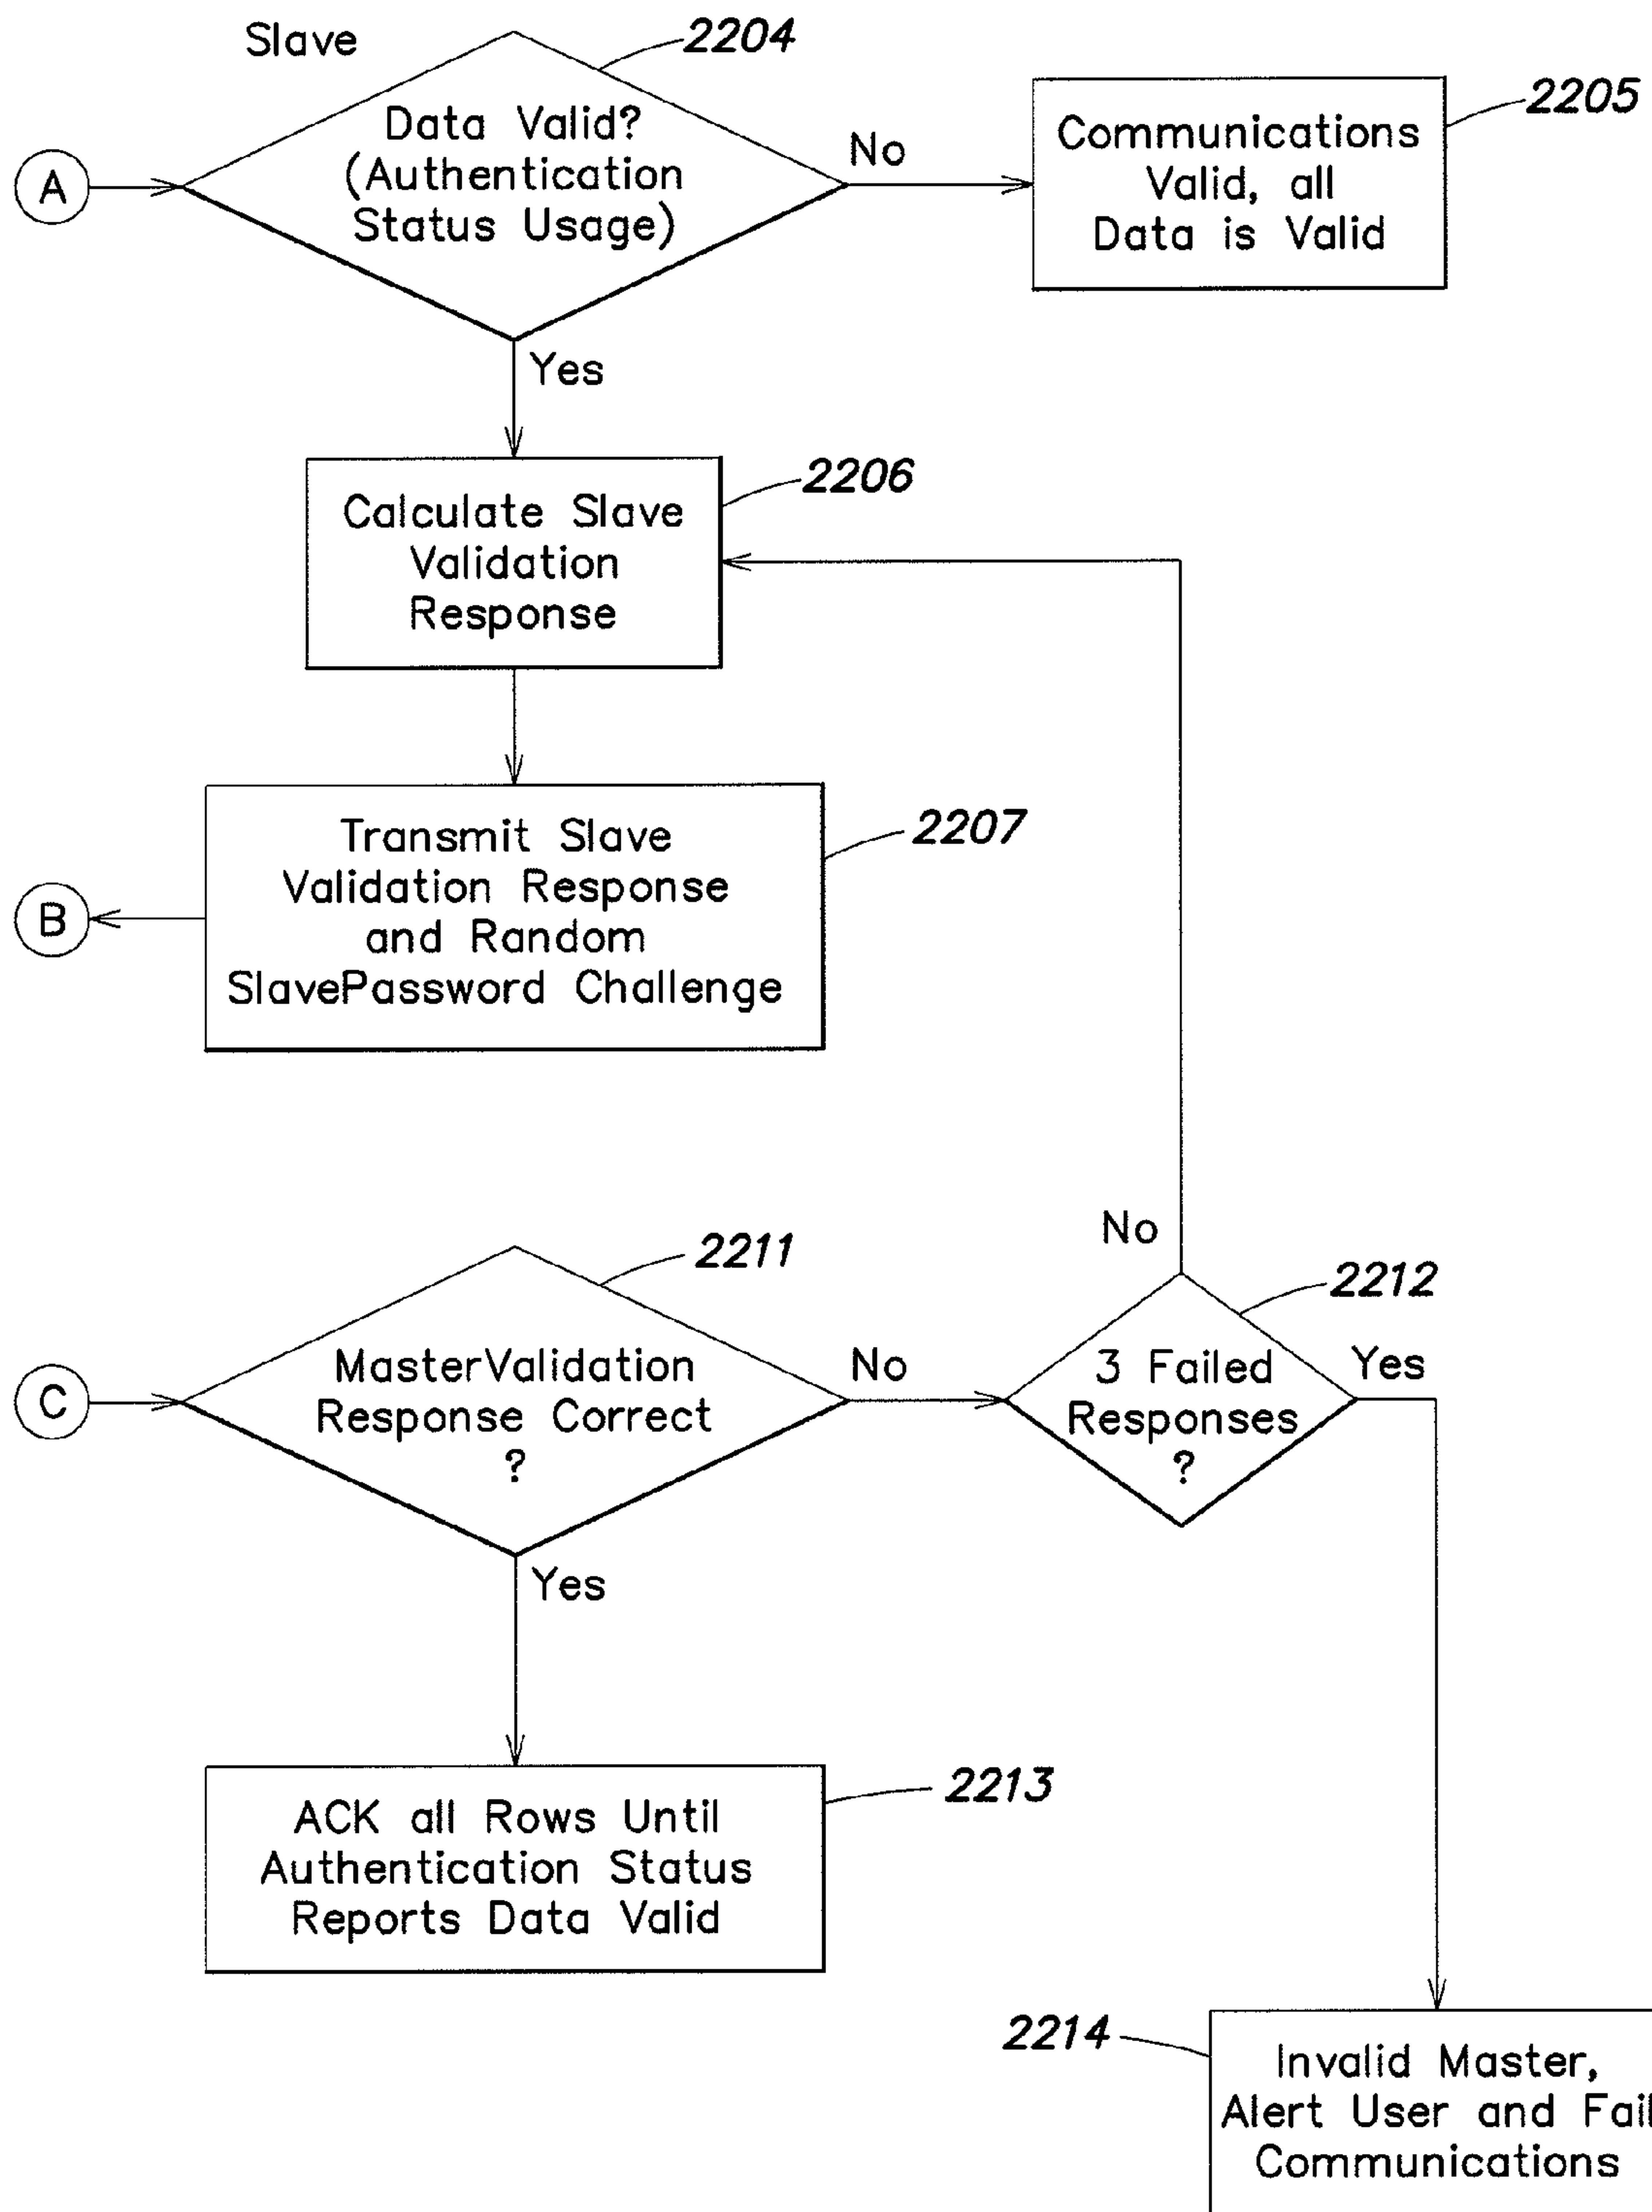 Slave
2204
Data Valid?
(Authentication
Status Usage)
A
No
2205
Communications
Valid, all
Data is Valid
Yes
2206
Calculate Slave
Validation
Response
2207
Transmit Slave
Validation Response
and Random
SlavePassword Challenge
B
No
2211
2212
C
MasterValidation
Response Correct
?
No
3 Failed
Responses
?
Yes
Yes
2213
ACK all Rows Until
Authentication Status
Reports Data Valid
2214
Invalid Master,
Alert User and Fail
Communications